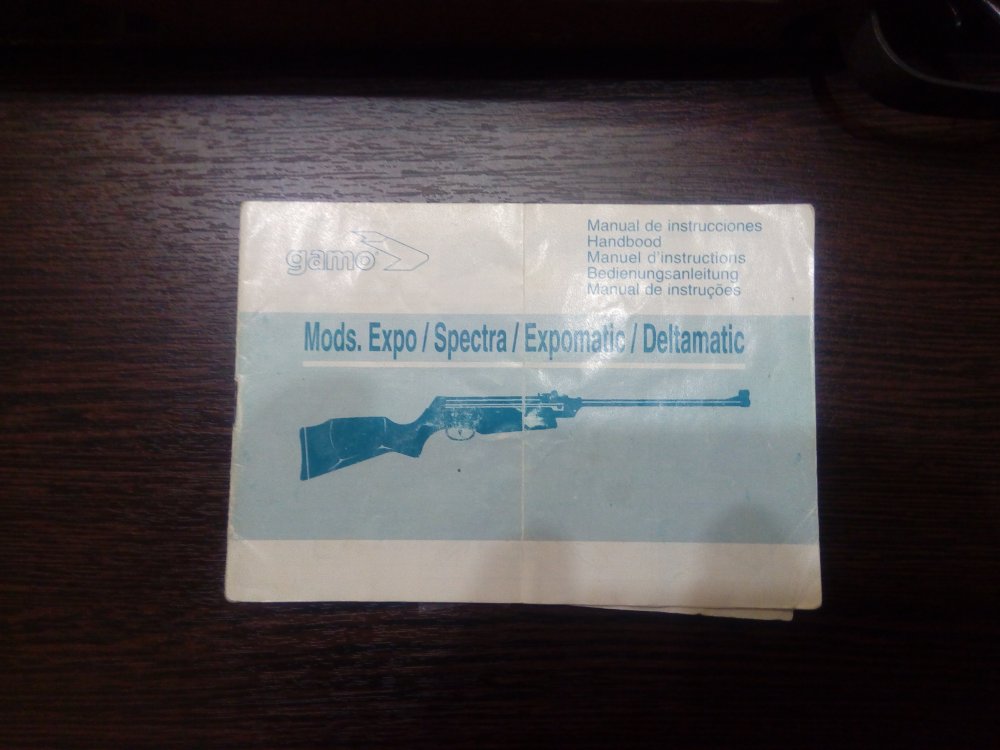 gamo
Manual de instrucciones
Handbood
Manuel d'instructions
Bedienungsanleitung
Manual de instruções
Mods. Expo / Spectra / Expomatic / Deltamatic